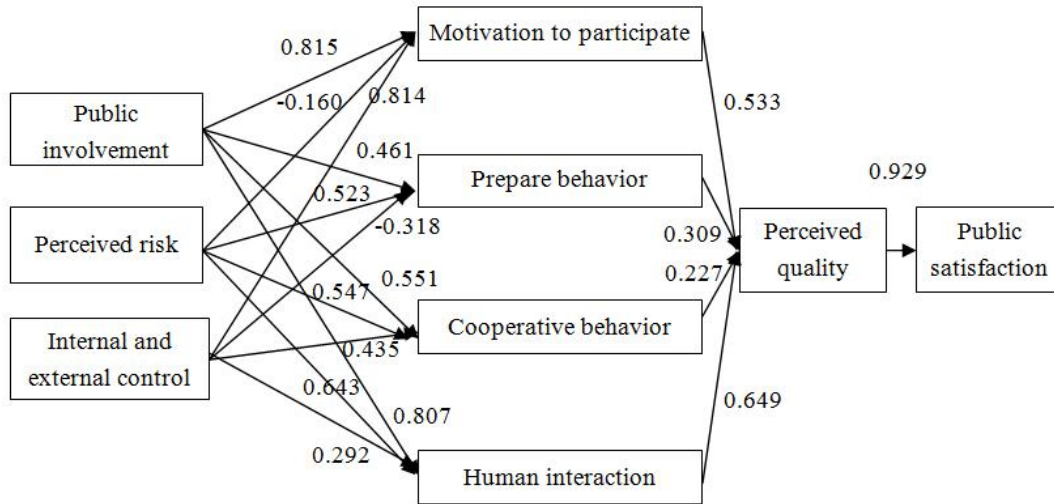 Motivation to participate
0.815
-0.160
0.814
Public
involvement
0.533
0.461
Prepare behavior
0.929
0.523
-0.318
Perceived risk
0.309
Perceived
quality
Public
satisfaction
0.227
0.547
0.551
Cooperative behavior
Internal and
external control
0.435
0.643
0.807
0.649
0.292
Human interaction